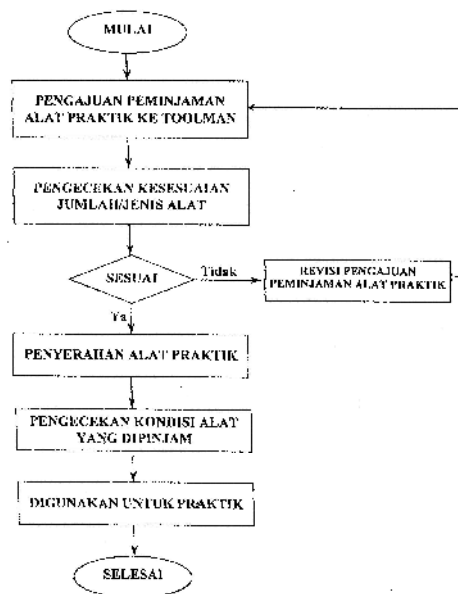 MULAI
PENGAJUAN PEMINJAMAN
ALAT PRAKTIK KE TOOLMAN
PENGECEKAN KESESUAIAN
JUMLAH/JENIS ALAT
SESUAI
Tidak
REVISI PENGAJUAN
PEMINJAMAN ALAT PRAKTIK
Ya
PENYERAHAN ALAT PRAKTIK
PENGECEKAN KONDISI ALAT
YANG DIPINJAM
DIGUNAKAN UNTUK PRAKTIK
SELESAI